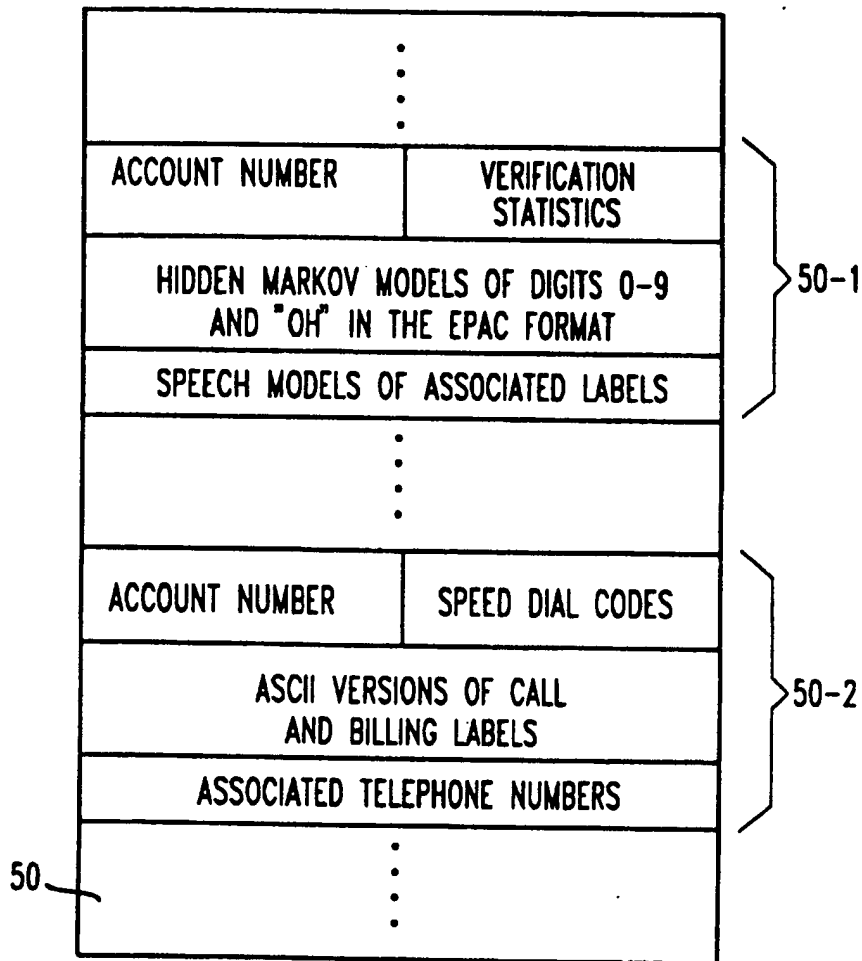 ACCOUNT NUMBER
VERIFICATION
STATISTICS
HIDDEN MARKOV MODELS OF DIGITS 0-9
AND "OH" IN THE EPAC FORMAT
SPEECH MODELS OF ASSOCIATED LABELS
50-1
ACCOUNT NUMBER
SPEED DIAL CODES
ASCII VERSIONS OF CALL
AND BILLING LABELS
ASSOCIATED TELEPHONE NUMBERS
50-2
50